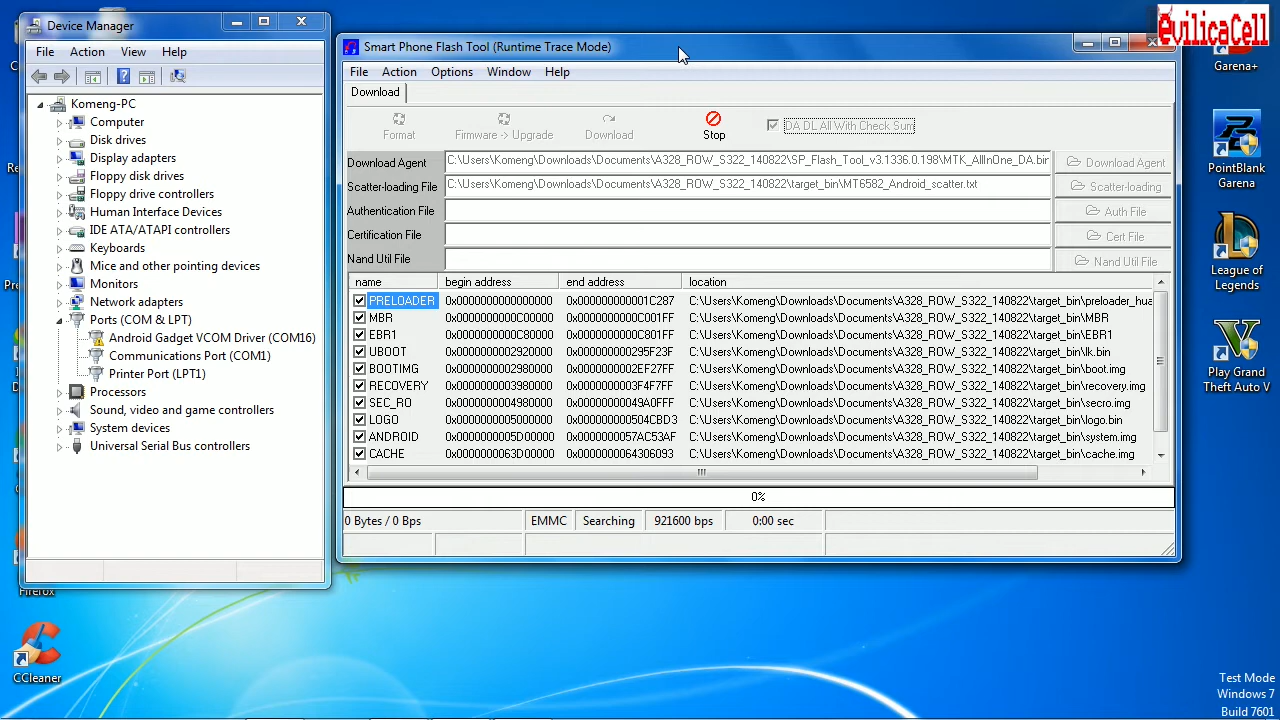 Device Manager
File Action View Help
Komeng-PC
Computer
Disk drives
Display adapters
Floppy disk drives
Floppy drive controllers
Human Interface Devices
IDE ATA/ATAPI controllers
Keyboards
Mice and other pointing devices
Monitors
Network adapters
Ports (COM & LPT)
Android Gadget VCOM Driver (COM16)
Communications Port (COM1)
Printer Port (LPT1)
Processors
Sound, video and game controllers
System devices
Universal Serial Bus controllers
Firefox
CCleaner
Smart Phone Flash Tool (Runtime Trace Mode)
File Action Options Window Help
Download
Format Firmware -> Upgrade Download Stop DA DL All With Check Sum
Download Agent C:\Users\Komeng\Downloads\Documents\A328_ROW_S322_140822\SP_Flash_Tool_v3.1336.0.198\MTK_AllInOne_DA.bin Download Agent
Scatter-loading File C:\Users\Komeng\Downloads\Documents\A328_ROW_S322_140822\target_bin\MT6582_Android_scatter.txt Scatter-loading
Authentication File Auth File
Certification File Cert File
Nand Util File Nand Util File
name begin address end address location
PRELOADER C:\Users\Komeng\Downloads\Documents\A328_ROW_S322_140822\target_bin\preloader_hua
MBR 0x0000000000C00000 0x0000000000C001FF C:\Users\Komeng\Downloads\Documents\A328_ROW_S322_140822\target_bin\MBR
EBR1 0x0000000000C80000 0x0000000000C801FF C:\Users\Komeng\Downloads\Documents\A328_ROW_S322_140822\target_bin\EBR1
UBOOT 0x0000000002920000 0x000000000295F23F C:\Users\Komeng\Downloads\Documents\A328_ROW_S322_140822\target_bin\lk.bin
BOOTIMG 0x0000000002980000 0x0000000002EF27FF C:\Users\Komeng\Downloads\Documents\A328_ROW_S322_140822\target_bin\boot.img
RECOVERY 0x0000000003980000 0x0000000003F4F7FF C:\Users\Komeng\Downloads\Documents\A328_ROW_S322_140822\target_bin\recovery.img
SEC_RO 0x00000000049A0FFF C:\Users\Komeng\Downloads\Documents\A328_ROW_S322_140822\target_bin\secro.img
LOGO 0x000000000504CBD3 C:\Users\Komeng\Downloads\Documents\A328_ROW_S322_140822\target_bin\logo.bin
ANDROID 0x0000000057AC53AF C:\Users\Komeng\Downloads\Documents\A328_ROW_S322_140822\target_bin\system.img
CACHE 0x0000000063D00000 0x0000000064306093 C:\Users\Komeng\Downloads\Documents\A328_ROW_S322_140822\target_bin\cache.img
0%
0 Bytes / 0 Bps EMMC Searching 921600 bps 0:00 sec
evilicaCell
Garena+
PointBlank
Garena
League of
Legends
Play Grand
Theft Auto V
Test Mode
Windows 7
Build 7601